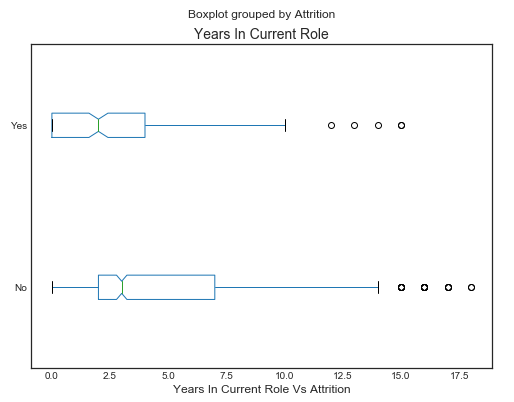 Boxplot grouped by Attrition
Years In Current Role
Yes
No
0.0 2.5 5.0 7.5 10.0 12.5 15.0 17.5
Years In Current Role Vs Attrition